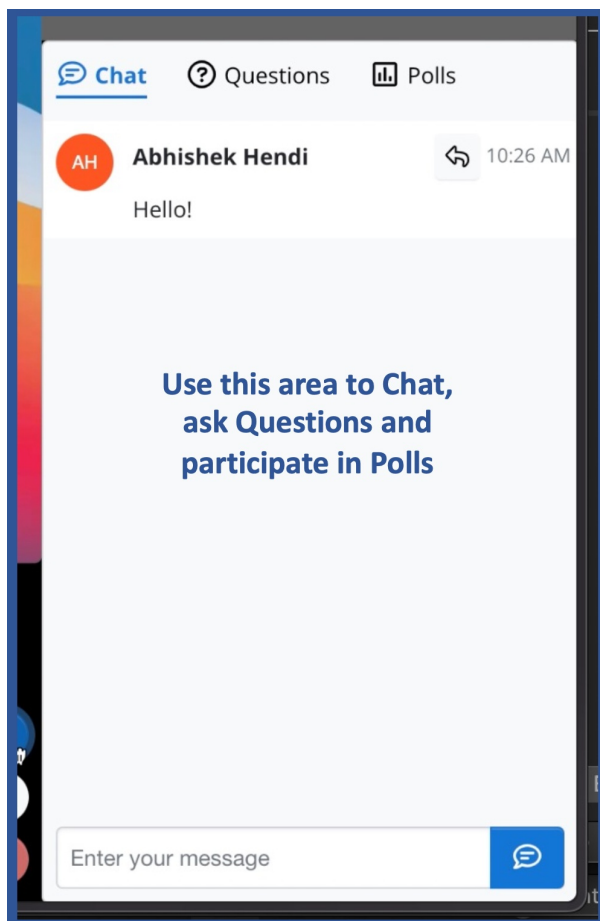 Chat Questions Polls
AH Abhishek Hendi 10:26 AM
Hello!
Use this area to Chat,
ask Questions and
participate in Polls
Enter your message